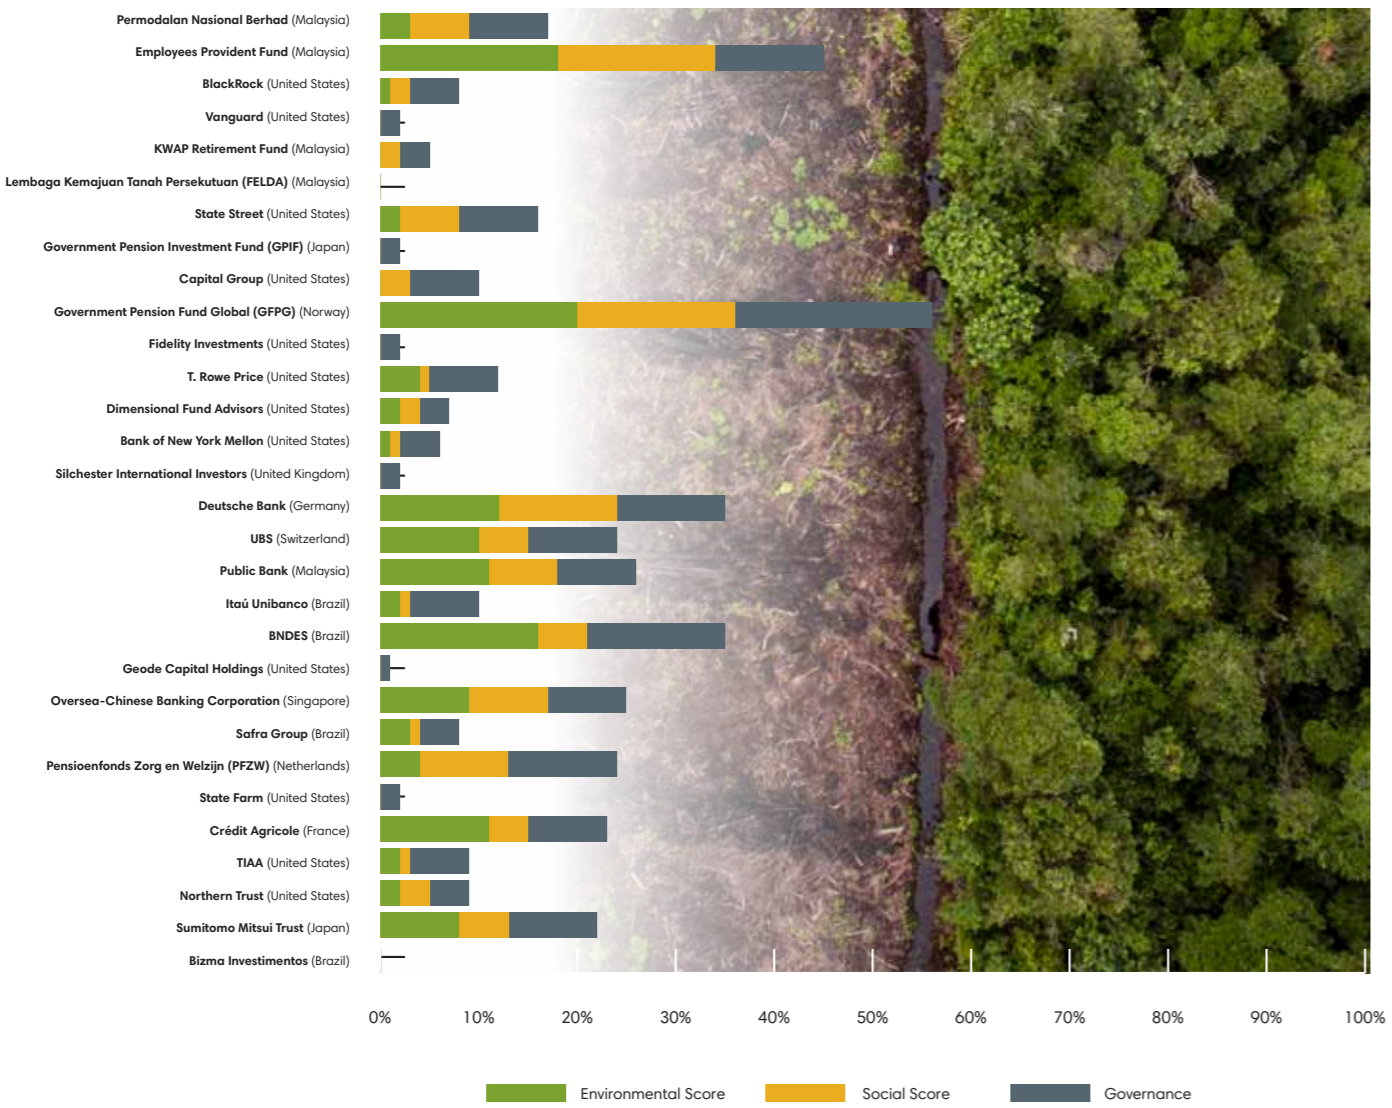 Permodalan Nasional Berhad (Malaysia)
Employees Provident Fund (Malaysia)
BlackRock (United States)
Vanguard (United States)
KWAP Retirement Fund (Malaysia)
Lembaga Kemajuan Tanah Persekutuan (FELDA) (Malaysia)
State Street (United States)
Government Pension Investment Fund (GPIF) (Japan)
Capital Group (United States)
Government Pension Fund Global (GFPG) (Norway)
Fidelity Investments (United States)
T. Rowe Price (United States)
Dimensional Fund Advisors (United States)
Bank of New York Mellon (United States)
Silchester International Investors (United Kingdom)
Deutsche Bank (Germany)
UBS (Switzerland)
Public Bank (Malaysia)
Itaú Unibanco (Brazil)
BNDES (Brazil)
Geode Capital Holdings (United States)
Oversea-Chinese Banking Corporation (Singapore)
Safra Group (Brazil)
Pensioenfonds Zorg en Welzijn (PFZW) (Netherlands)
State Farm (United States)
Crédit Agricole (France)
TIAA (United States)
Northern Trust (United States)
Sumitomo Mitsui Trust (Japan)
Bizma Investimentos (Brazil)
0% 10% 20% 30% 40% 50% 60% 70% 80% 90% 100%
Environmental Score Social Score Governance